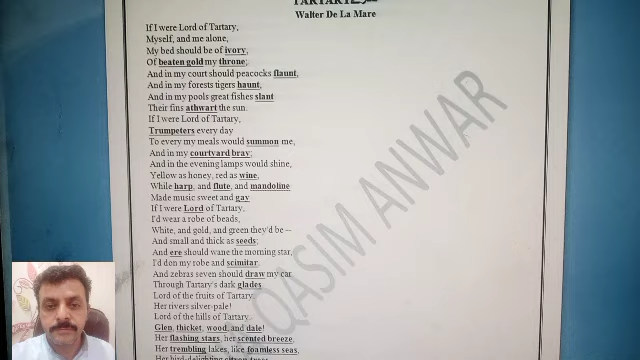 TARTARY
Walter De La Mare
If I were Lord of Tartary,
Myself, and me alone,
My bed should be of ivory,
Of beaten gold my throne;
And in my court should peacocks flaunt,
And in my forests tigers haunt,
And in my pools great fishes slant
Their fins athwart the sun.
If I were Lord of Tartary,
Trumpeters every day
To every my meals would summon me,
And in my courtyard bray;
And in the evening lamps would shine,
Yellow as honey, red as wine,
While harp, and flute, and mandoline
Made music sweet and gay
If I were Lord of Tartary,
I'd wear a robe of beads,
White, and gold, and green they'd be --
And small and thick as seeds;
And ere should wane the morning star,
I'd don my robe and scimitar.
And zebras seven should draw my car
Through Tartary's dark glades
Lord of the fruits of Tartary.
Her rivers silver-pale!
Lord of the hills of Tartary.
Glen, thicket, wood, and dale!
Her flashing stars, her scented breeze,
Her trembling lakes, like foamless seas,
Her bird-delighting citron-trees
QASIM ANWAR